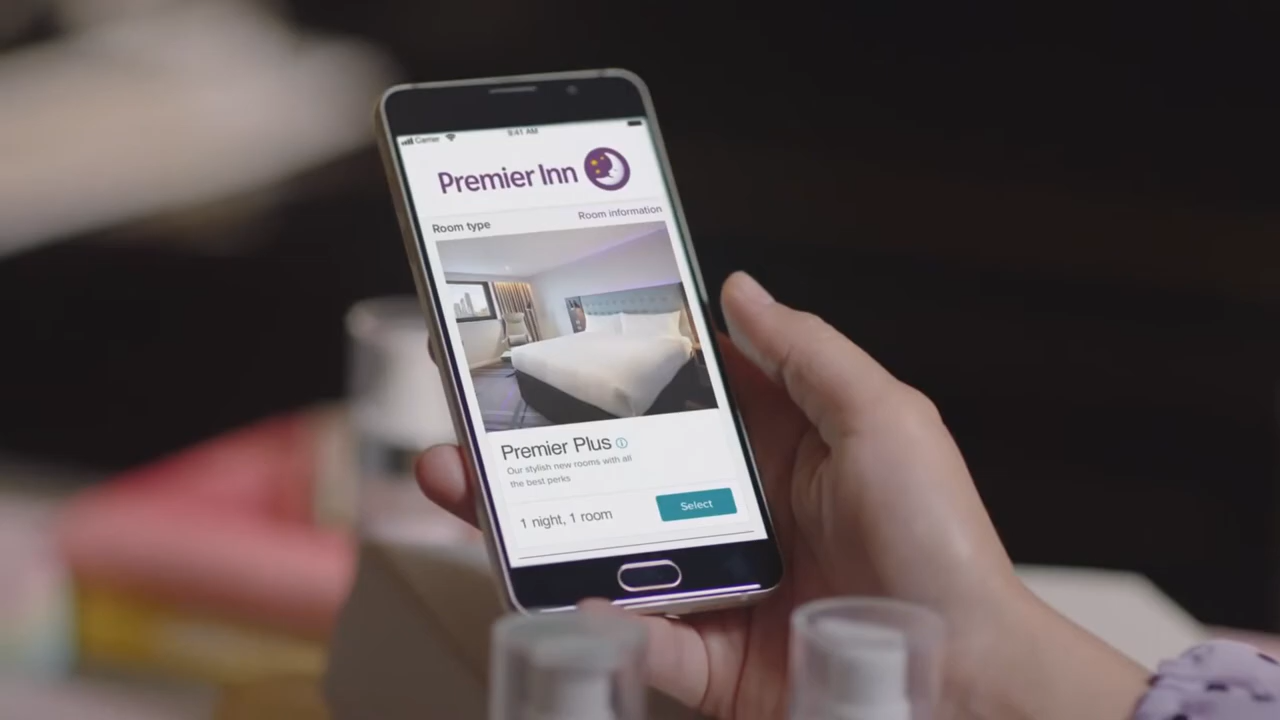 Carrier
9:41 AM
Premier Inn
Room type
Room information
Premier Plus
Our stylish new rooms with all
the best perks
1 night, 1 room
Select